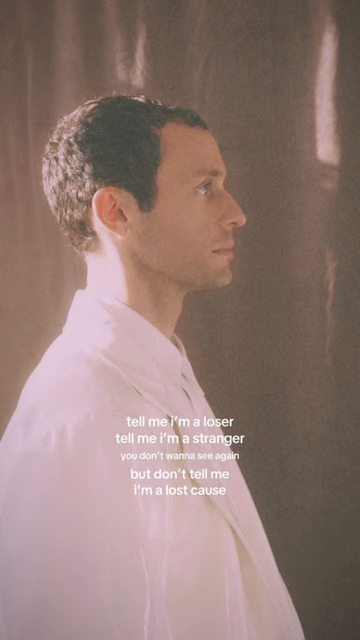 tell me i'm a loser
tell me i'm a stranger
you don't wanna see again
but don't tell me
i'm a lost cause